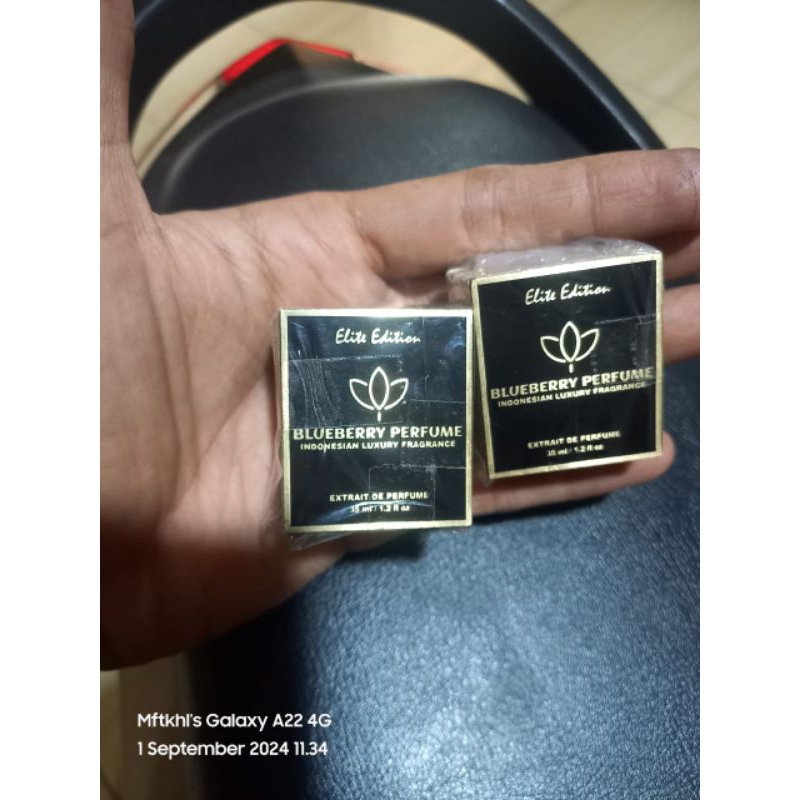 Elite Edition
BLUEBERRY PERFUME
INDONESIAN LUXURY FRAGRANCE
EXTRAIT DE PERFUME
35 ml / 1.2 fl oz
Elite Edition
BLUEBERRY PERFUME
INDONESIAN LUXURY FRAGRANCE
EXTRAIT DE PERFUME
35 ml / 1.2 fl oz
Mftkhl's Galaxy A22 4G
1 September 2024 11.34